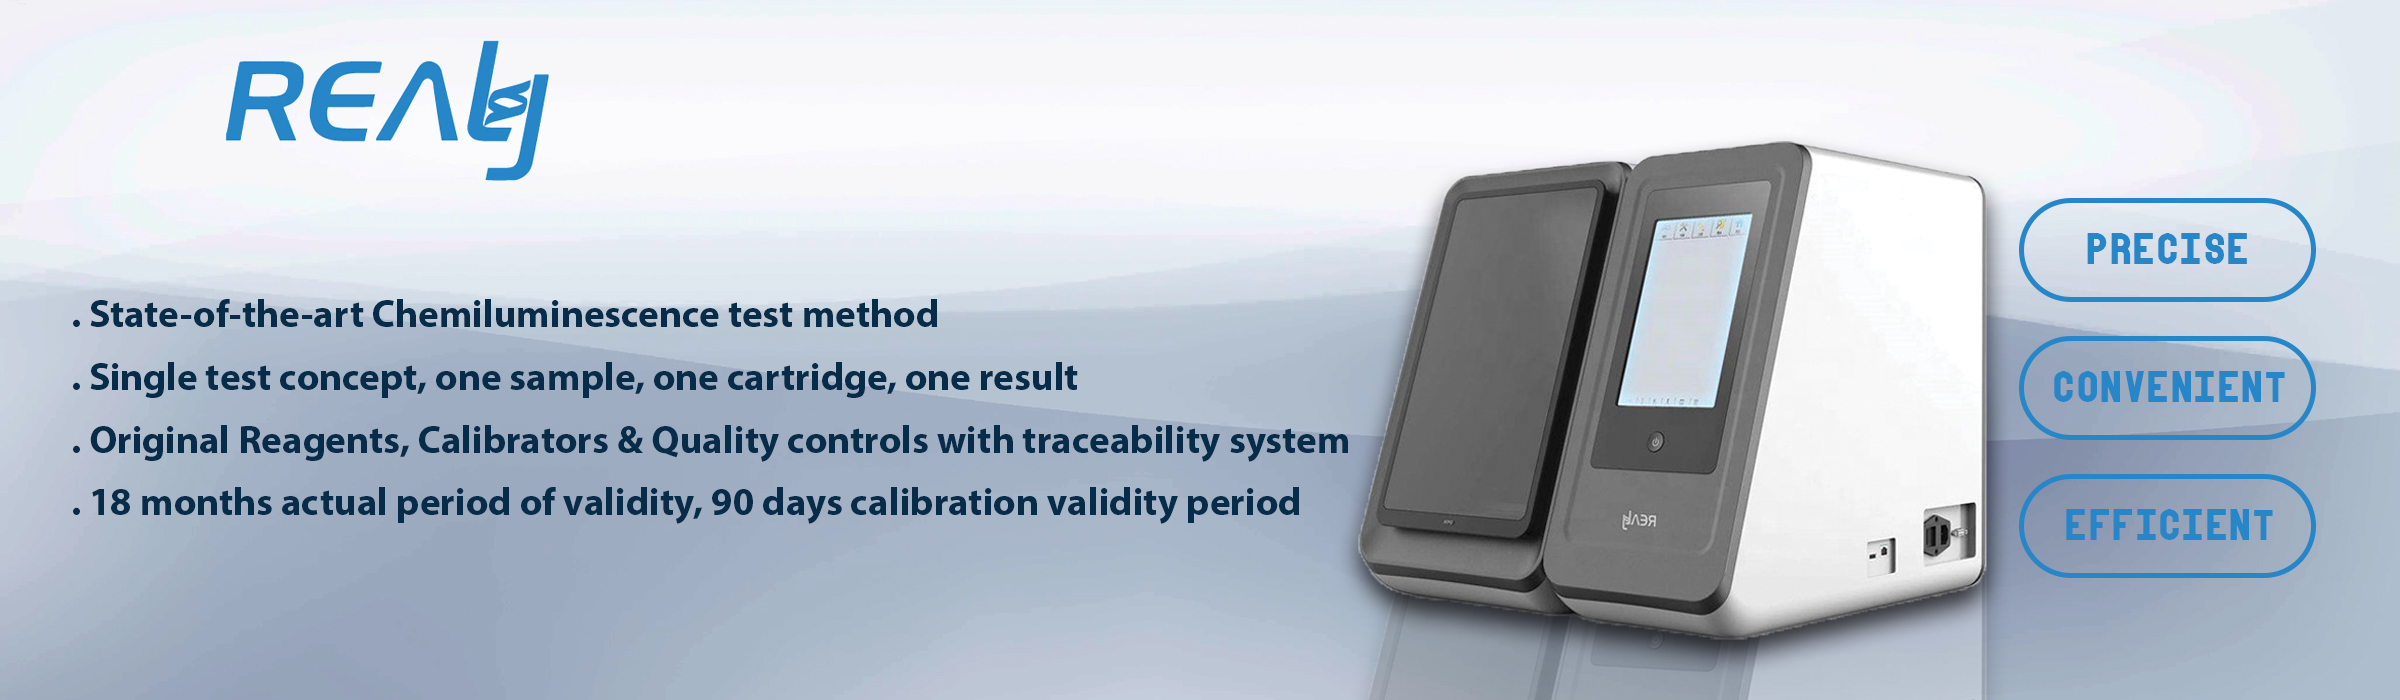 REALy
. State-of-the-art Chemiluminescence test method
. Single test concept, one sample, one cartridge, one result
. Original Reagents, Calibrators & Quality controls with traceability system
. 18 months actual period of validity, 90 days calibration validity period
REALy
PRECISE
CONVENIENT
EFFICIENT